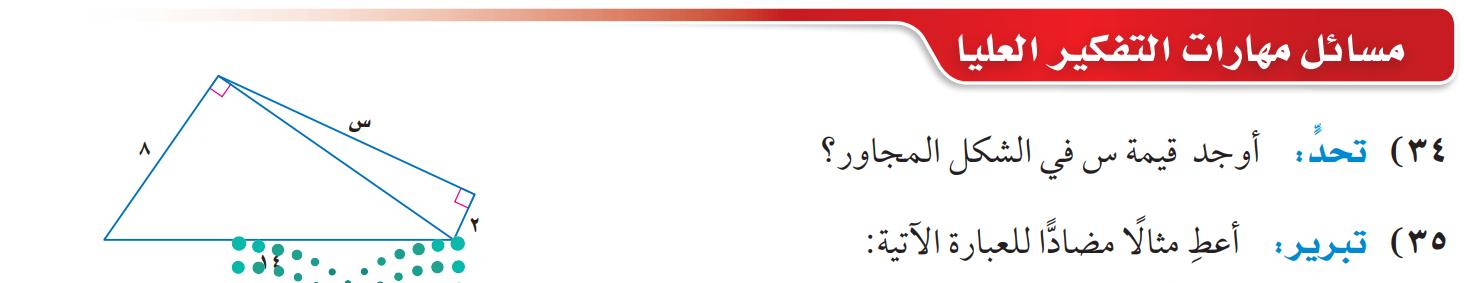 مسائل مهارات التفكير العليا
٣٤) تحدٍّ: أوجد قيمة س في الشكل المجاور؟
س
٨
٢
١٤
٣٥) تبرير: أعطِ مثالًا مضادًّا للعبارة الآتية: